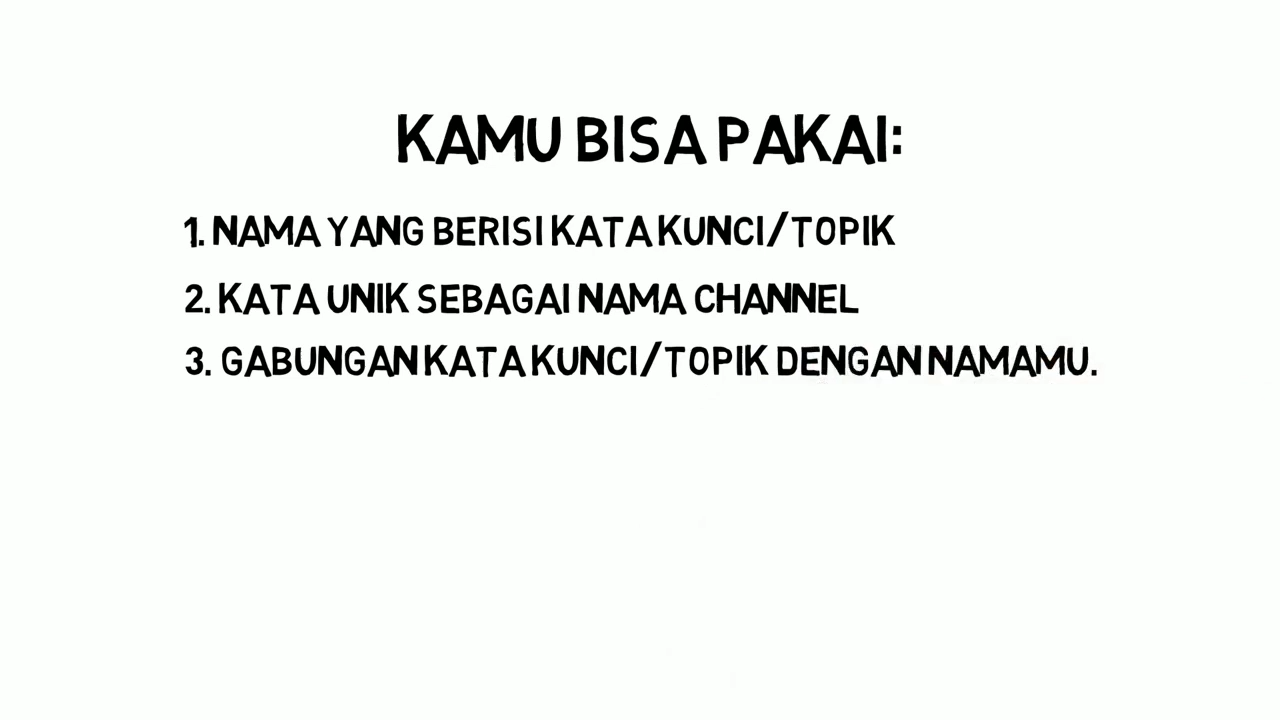 KAMU BISA PAKAI:
1. NAMA YANG BERISI KATA KUNCI/TOPIK
2. KATA UNIK SEBAGAI NAMA CHANNEL
3. GABUNGAN KATA KUNCI/TOPIK DENGAN NAMAMU.